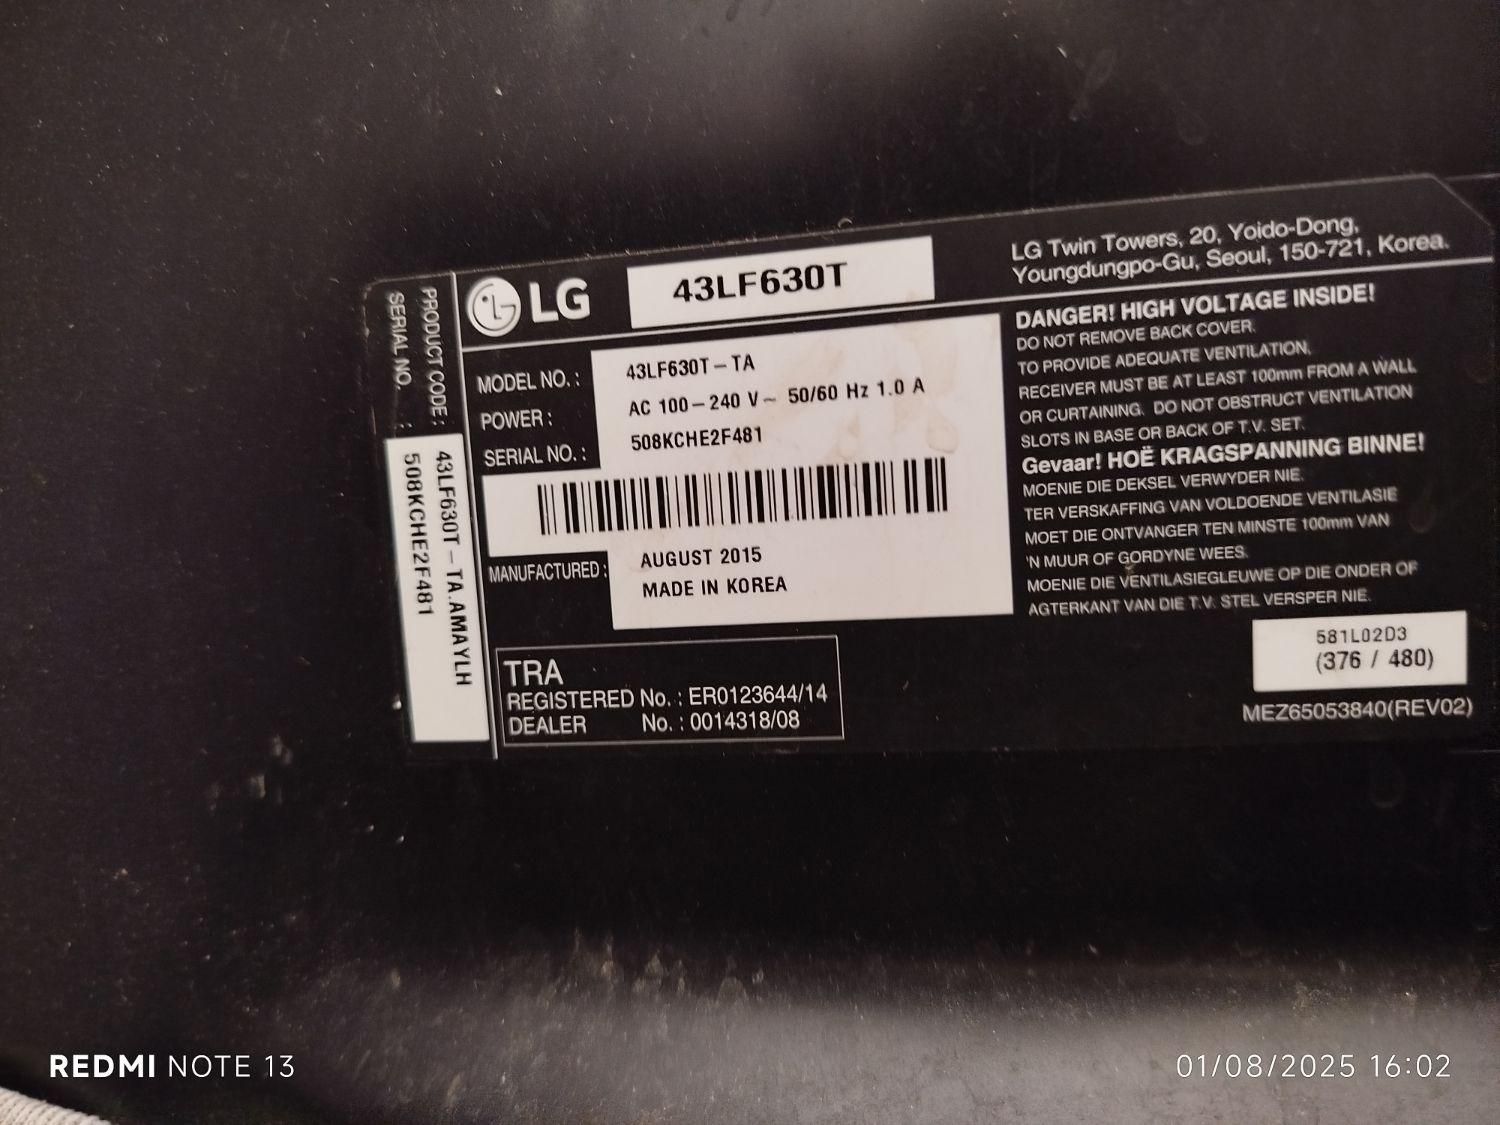 LG
43LF630T
LG Twin Towers, 20, Yoido-Dong,
Youngdungpo-Gu, Seoul, 150-721, Korea.
PRODUCT CODE : 43LF630T-TA.AMAYLH
SERIAL NO. : 508KCHE2F481
MODEL NO. : 43LF630T-TA
POWER : AC 100-240 V~ 50/60 Hz 1.0 A
SERIAL NO. : 508KCHE2F481
MANUFACTURED : AUGUST 2015
MADE IN KOREA
TRA
REGISTERED No. : ER0123644/14
DEALER No. : 0014318/08
DANGER! HIGH VOLTAGE INSIDE!
DO NOT REMOVE BACK COVER.
TO PROVIDE ADEQUATE VENTILATION,
RECEIVER MUST BE AT LEAST 100mm FROM A WALL
OR CURTAINING. DO NOT OBSTRUCT VENTILATION
SLOTS IN BASE OR BACK OF T.V. SET.
Gevaar! HOË KRAGSPANNING BINNE!
MOENIE DIE DEKSEL VERWYDER NIE.
TER VERSKAFFING VAN VOLDOENDE VENTILASIE
MOET DIE ONTVANGER TEN MINSTE 100mm VAN
'N MUUR OF GORDYNE WEES.
MOENIE DIE VENTILASIEGLEUWE OP DIE ONDER OF
AGTERKANT VAN DIE T.V. STEL VERSPER NIE.
581L02D3
(376 / 480)
MEZ65053840(REV02)
REDMI NOTE 13
01/08/2025 16:02